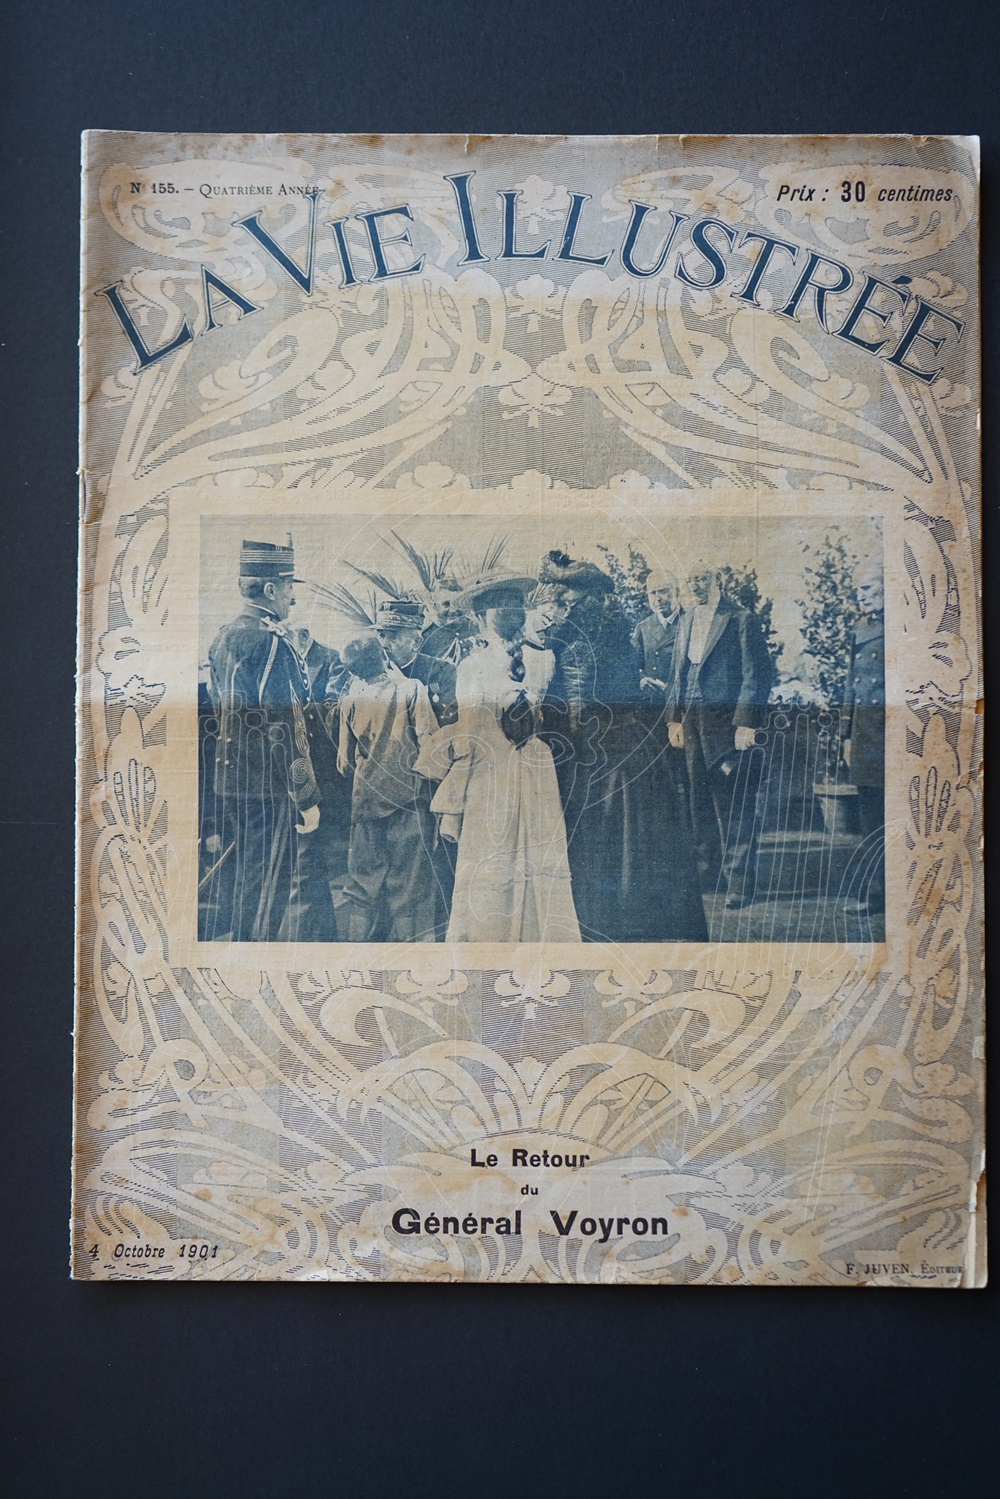 N° 155. – Quatrième Année
Prix : 30 centimes.
La Vie Illustrée
Le Retour
du
Général Voyron
4 Octobre 1901
F. JUVEN, Éditeur